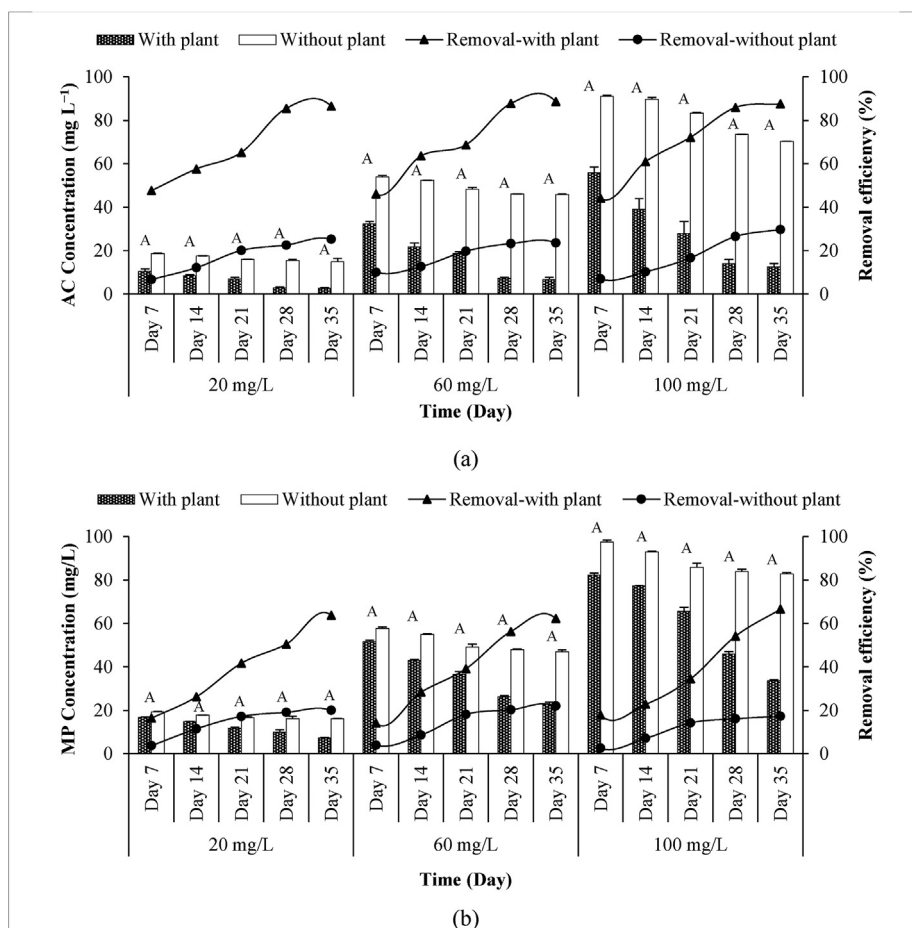 With plant Without plant Removal-with plant Removal-without plant
100 100
80 80
60 60
40 40
20 20
0 0
AC Concentration (mg L⁻¹)
Removal efficienvy (%)
A A A A A A A A A A A A A A A
Day 7 Day 14 Day 21 Day 28 Day 35 Day 7 Day 14 Day 21 Day 28 Day 35 Day 7 Day 14 Day 21 Day 28 Day 35
20 mg/L 60 mg/L 100 mg/L
Time (Day)
(a)
With plant Without plant Removal-with plant Removal-without plant
100 100
80 80
60 60
40 40
20 20
0 0
MP Concentration (mg/L)
Removal efficiency (%)
A A A A A A A A A A A A A A A
Day 7 Day 14 Day 21 Day 28 Day 35 Day 7 Day 14 Day 21 Day 28 Day 35 Day 7 Day 14 Day 21 Day 28 Day 35
20 mg/L 60 mg/L 100 mg/L
Time (Day)
(b)